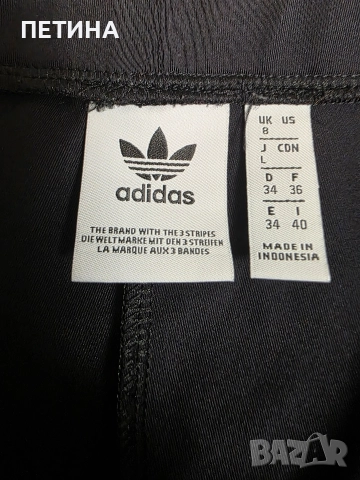 ПЕТИНА
adidas
THE BRAND WITH THE 3 STRIPES
DIE WELTMARKE MIT DEN 3 STREIFEN
LA MARQUE AUX 3 BANDES
UK US
8
J CDN
L
D F
34 36
E I
34 40
MADE IN
INDONESIA
BAZAR